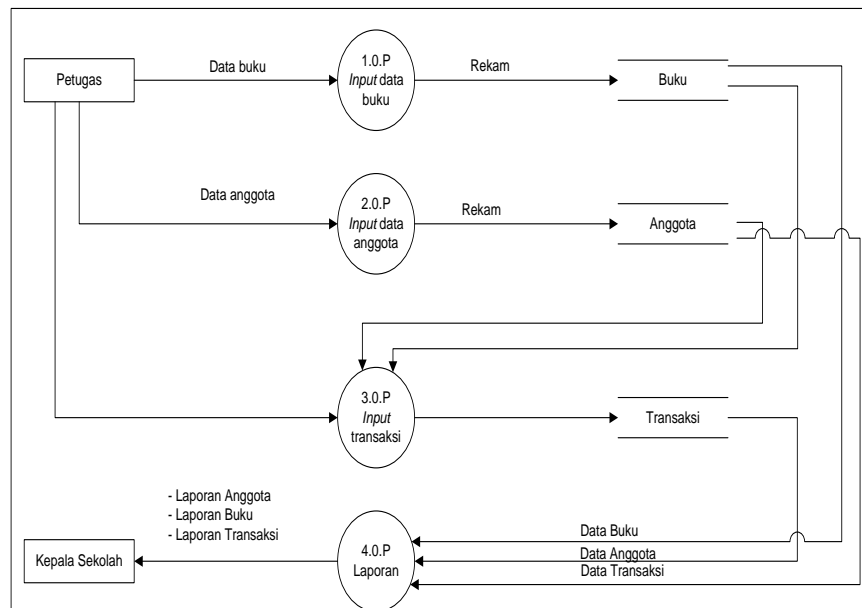 Petugas
Data buku
1.0.P
Input data
buku
Rekam
Buku
Data anggota
2.0.P
Input data
anggota
Rekam
Anggota
3.0.P
Input
transaksi
Transaksi
- Laporan Anggota
- Laporan Buku
- Laporan Transaksi
Kepala Sekolah
4.0.P
Laporan
Data Buku
Data Anggota
Data Transaksi